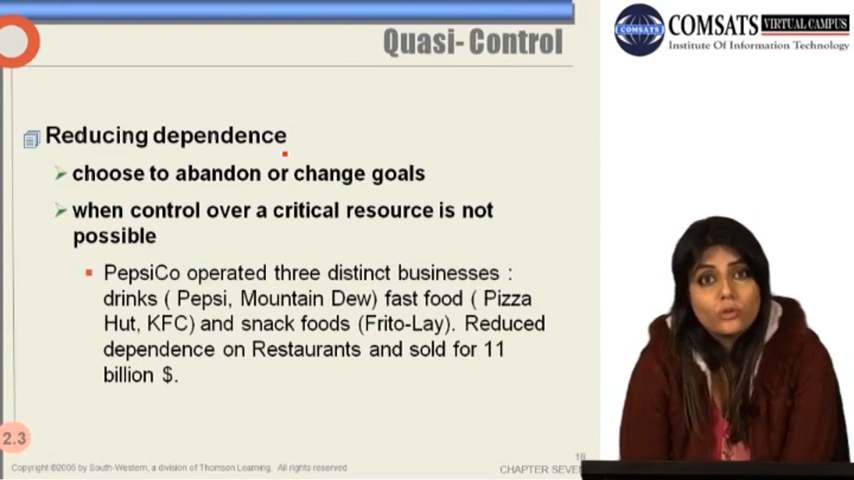 Quasi- Control
COMSATS VIRTUAL CAMPUS
Institute Of Information Technology
COMSATS
Reducing dependence
choose to abandon or change goals
when control over a critical resource is not
possible
PepsiCo operated three distinct businesses :
drinks ( Pepsi, Mountain Dew) fast food ( Pizza
Hut, KFC) and snack foods (Frito-Lay). Reduced
dependence on Restaurants and sold for 11
billion $.
2.3
18
Copyright ©2005 by South-Western, a division of Thomson Learning. All rights reserved
CHAPTER SEVEN